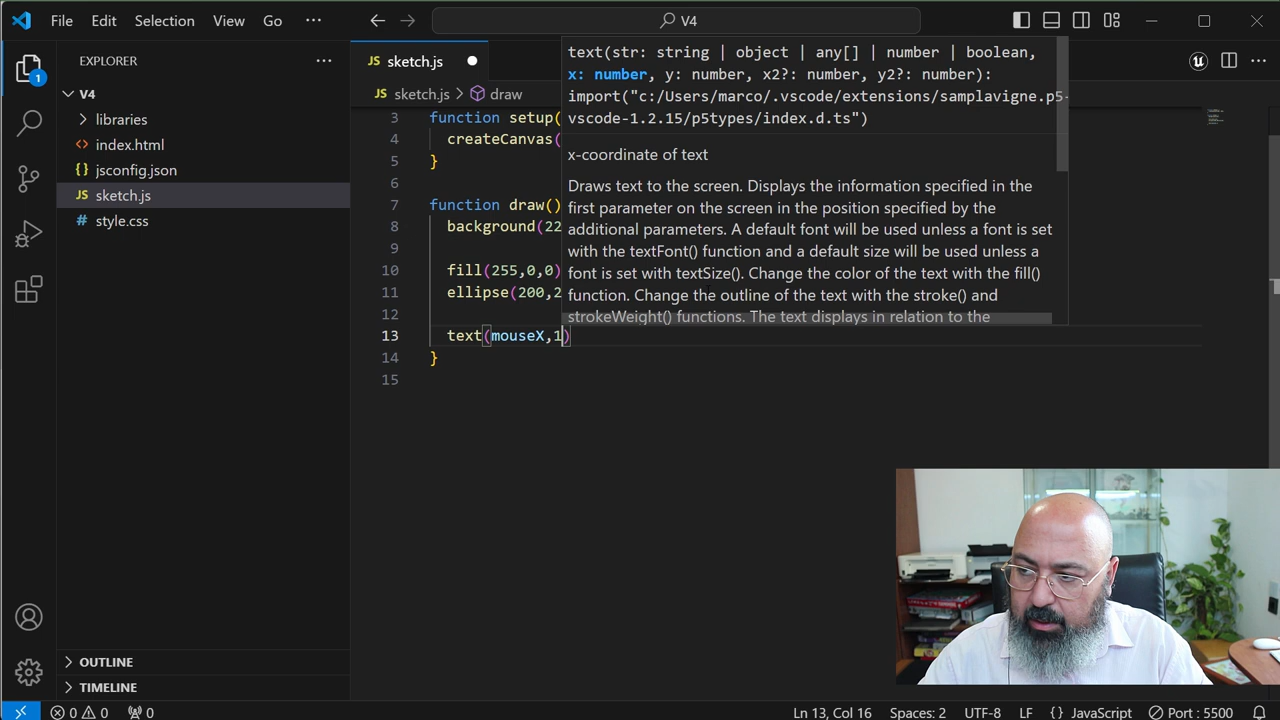 File Edit Selection View Go ··· V4
EXPLORER ···
V4
libraries
<> index.html
{} jsconfig.json
JS sketch.js
# style.css
OUTLINE
TIMELINE
1
JS sketch.js
JS sketch.js > draw
3 function setup(
4 createCanvas(
5 }
6
7 function draw()
8 background(22
9
10 fill(255,0,0)
11 ellipse(200,2
12
13 text(mouseX,1)
14 }
15
text(str: string | object | any[] | number | boolean,
x: number, y: number, x2?: number, y2?: number):
import("c:/Users/marco/.vscode/extensions/samplavigne.p5-
vscode-1.2.15/p5types/index.d.ts")
x-coordinate of text
Draws text to the screen. Displays the information specified in the
first parameter on the screen in the position specified by the
additional parameters. A default font will be used unless a font is set
with the textFont() function and a default size will be used unless a
font is set with textSize(). Change the color of the text with the fill()
function. Change the outline of the text with the stroke() and
strokeWeight() functions. The text displays in relation to the
0 0 0 Ln 13, Col 16 Spaces: 2 UTF-8 LF {} JavaScript Port : 5500